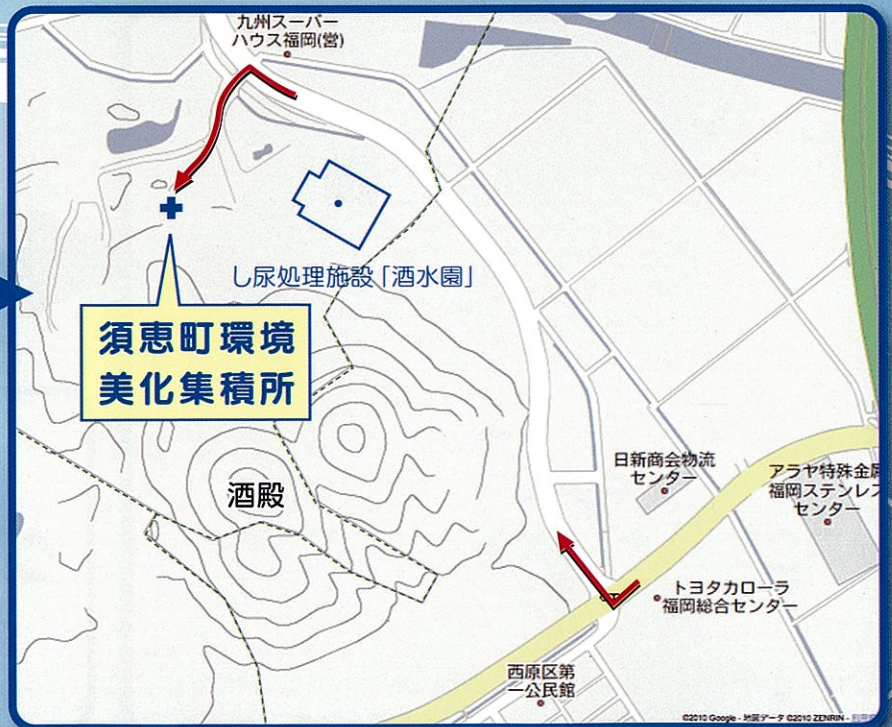 九州スーパー
ハウス福岡(営)
し尿処理施設「酒水園」
須恵町環境
美化集積所
酒殿
日新商会物流
センター
アラヤ特殊金属
福岡ステンレス
センター
トヨタカローラ
福岡総合センター
西原区第
一公民館
©2010 Google - 地図データ ©2010 ZENRIN -